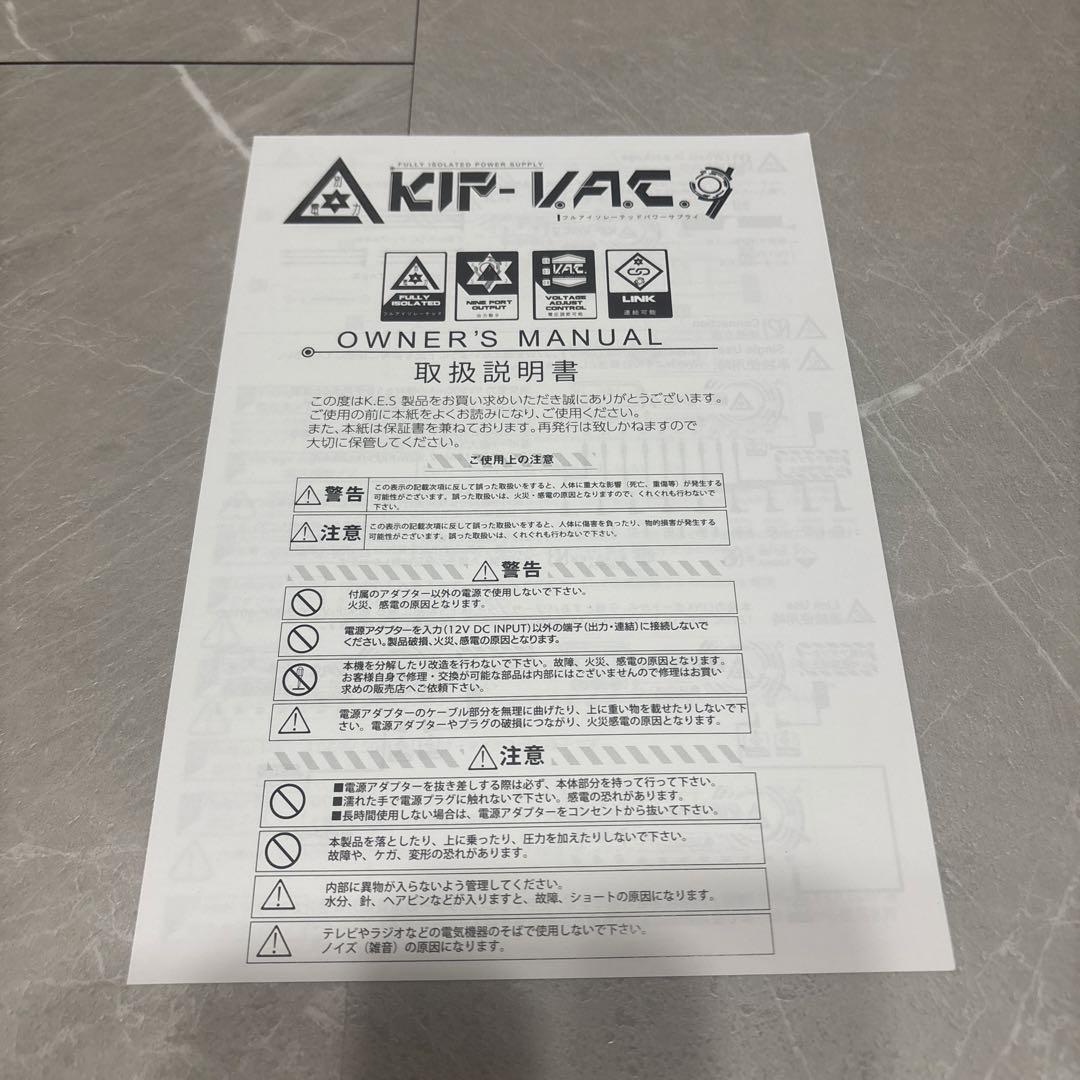 FULLY ISOLATED POWER SUPPLY
別
電 力
KIP-V.A.C.9
フルアイソレーテッドパワーサプライ
FULLY ISOLATED
フルアイソレーテッド
NINE PORT OUTPUT
V.A.C.
VOLTAGE ADJUST CONTROL
電圧調節可能
LINK
連結可能
OWNER'S MANUAL
取扱説明書
この度はK.E.S 製品をお買い求めいただき誠にありがとうございます。
ご使用の前に本紙をよくお読みになり、ご使用ください。
また、本紙は保証書を兼ねております。再発行は致しかねますので
大切に保管してください。
ご使用上の注意
警告
この表示の記載次項に反して誤った取扱いをすると、人体に重大な影響（死亡、重傷等）が発生する
可能性がございます。誤った取扱いは、火災・感電の原因となりますので、くれぐれも行わないで
下さい。
注意
この表示の記載次項に反して誤った取扱いをすると、人体に傷害を負ったり、物的損害が発生する
可能性がございます。誤った取扱いは、くれぐれも行わないで下さい。
警告
付属のアダプター以外の電源で使用しないで下さい。
火災、感電の原因となります。
電源アダプターを入力（12V DC INPUT）以外の端子（出力・連結）に接続しないで
ください。製品破損、火災、感電の原因となります。
本機を分解したり改造を行わないで下さい。故障、火災、感電の原因となります。
お客様自身で修理・交換が可能な部品は内部にはございませんので修理はお買い
求めの販売店へご依頼下さい。
電源アダプターのケーブル部分を無理に曲げたり、上に重い物を載せたりしないで下
さい。電源アダプターやプラグの破損につながり、火災感電の原因となります。
注意
■電源アダプターを抜き差しする際は必ず、本体部分を持って行って下さい。
■濡れた手で電源プラグに触れないで下さい。感電の恐れがあります。
■長時間使用しない場合は、電源アダプターをコンセントから抜いて下さい。
本製品を落としたり、上に乗ったり、圧力を加えたりしないで下さい。
故障や、ケガ、変形の恐れがあります。
内部に異物が入らないよう管理してください。
水分、針、ヘアピンなどが入りますと、故障、ショートの原因になります。
テレビやラジオなどの電気機器のそばで使用しないで下さい。
ノイズ（雑音）の原因になります。